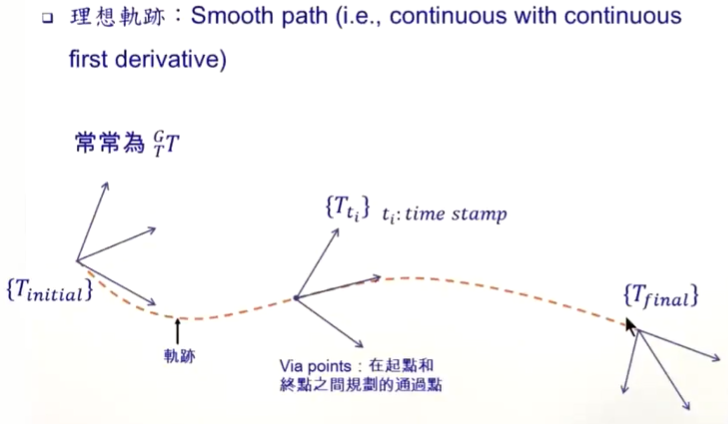 理想軌跡：Smooth path (i.e., continuous with continuous
first derivative)
常常為 ᴳ_T T
{T_{t_i}} t_i: time stamp
{T_{initial}}
{T_{final}}
軌跡
Via points：在起點和
終點之間規劃的通過點